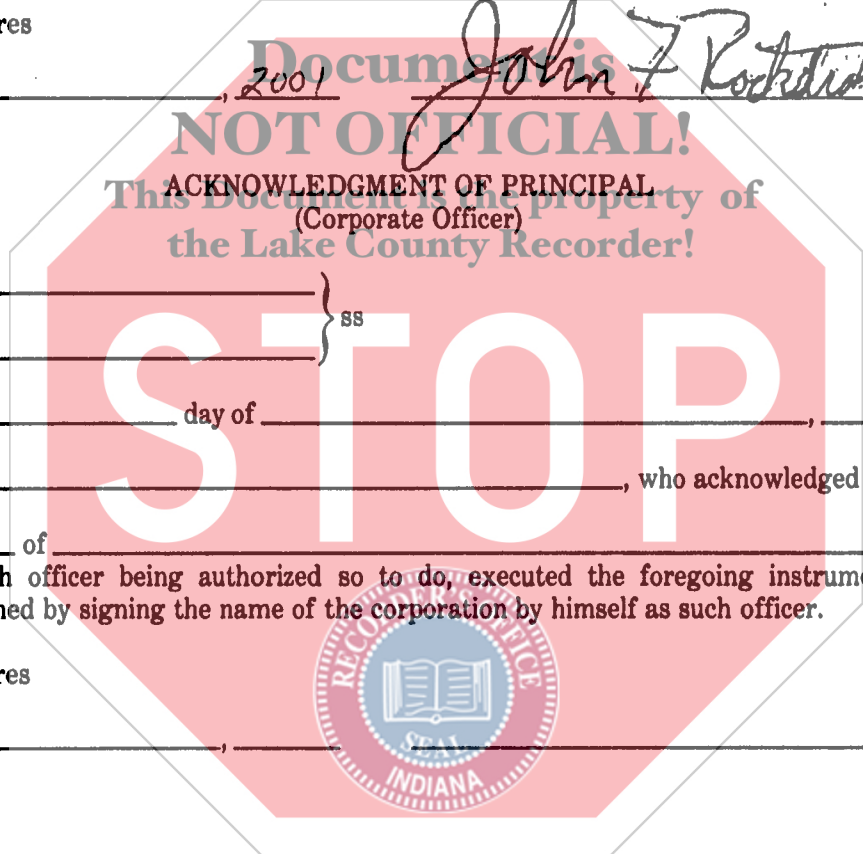 res
Document is
, 2001 John F
NOT OFFICIAL!
ACKNOWLEDGMENT OF PRINCIPAL
This Document is the property of
(Corporate Officer)
the Lake County Recorder!
ss
STOP
day of ,
, who acknowledged
of
h officer being authorized so to do, executed the foregoing instrume
ned by signing the name of the corporation by himself as such officer.
RECORDER'S OFFICE
res
,
SEAL
INDIANA